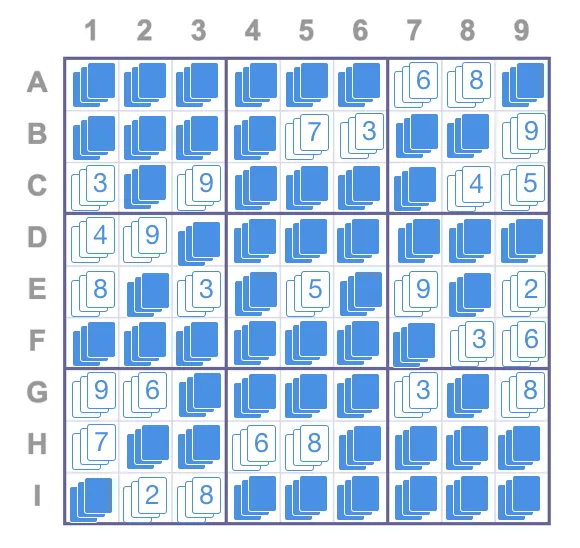 1 2 3 4 5 6 7 8 9
A 6 8
B 7 3 9
C 3 9 4 5
D 4 9
E 8 3 5 9 2
F 3 6
G 9 6 3 8
H 7 6 8
I 2 8